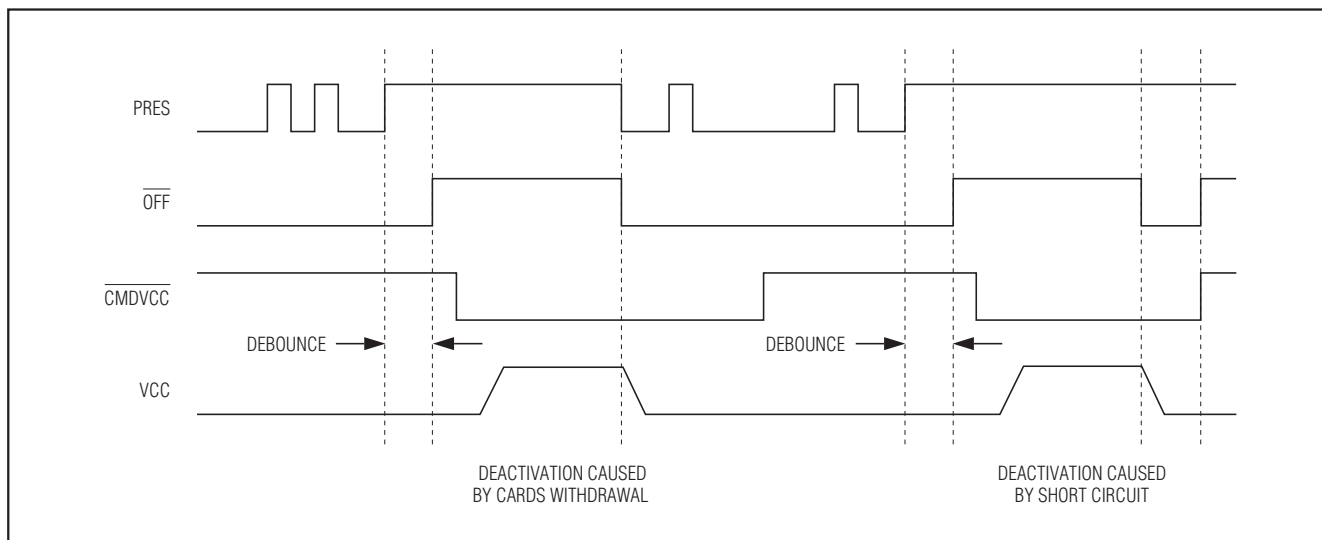 PRES
OFF
CMDVCC
DEBOUNCE
DEBOUNCE
VCC
DEACTIVATION CAUSED
BY CARDS WITHDRAWAL
DEACTIVATION CAUSED
BY SHORT CIRCUIT